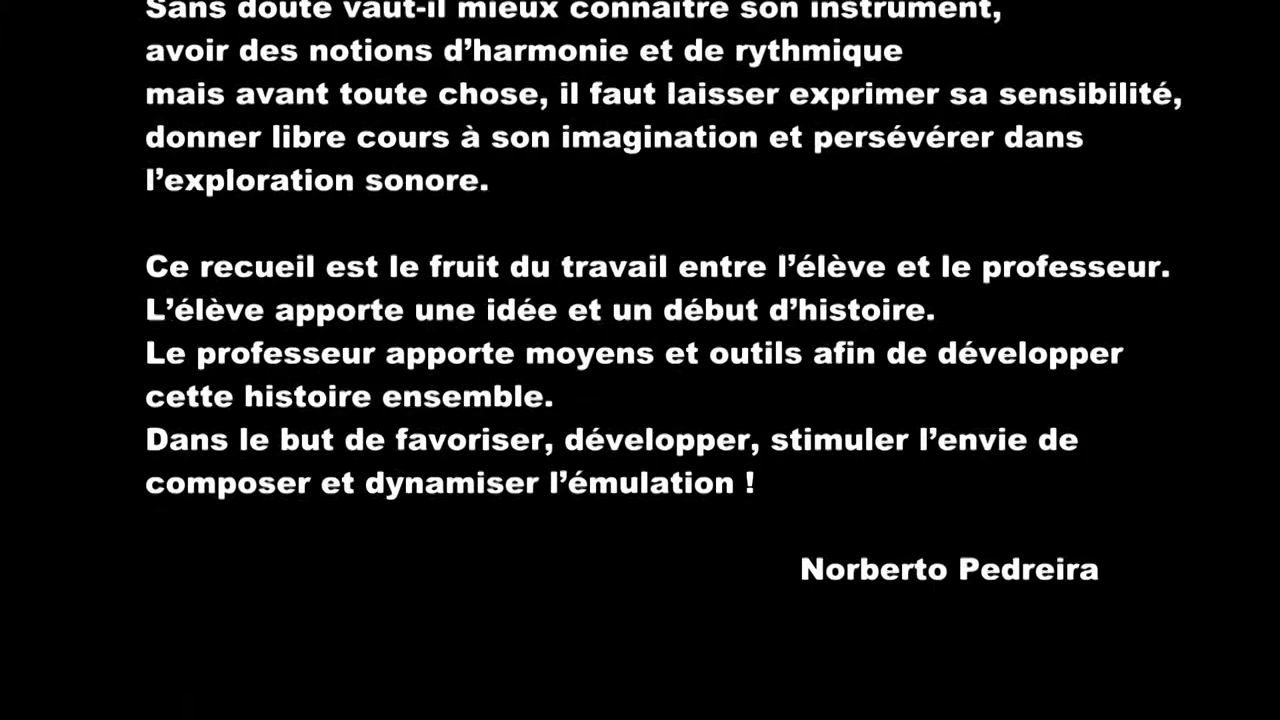 Sans doute vaut-il mieux connaître son instrument,
avoir des notions d’harmonie et de rythmique
mais avant toute chose, il faut laisser exprimer sa sensibilité,
donner libre cours à son imagination et persévérer dans
l’exploration sonore.
Ce recueil est le fruit du travail entre l’élève et le professeur.
L’élève apporte une idée et un début d’histoire.
Le professeur apporte moyens et outils afin de développer
cette histoire ensemble.
Dans le but de favoriser, développer, stimuler l’envie de
composer et dynamiser l’émulation !
Norberto Pedreira